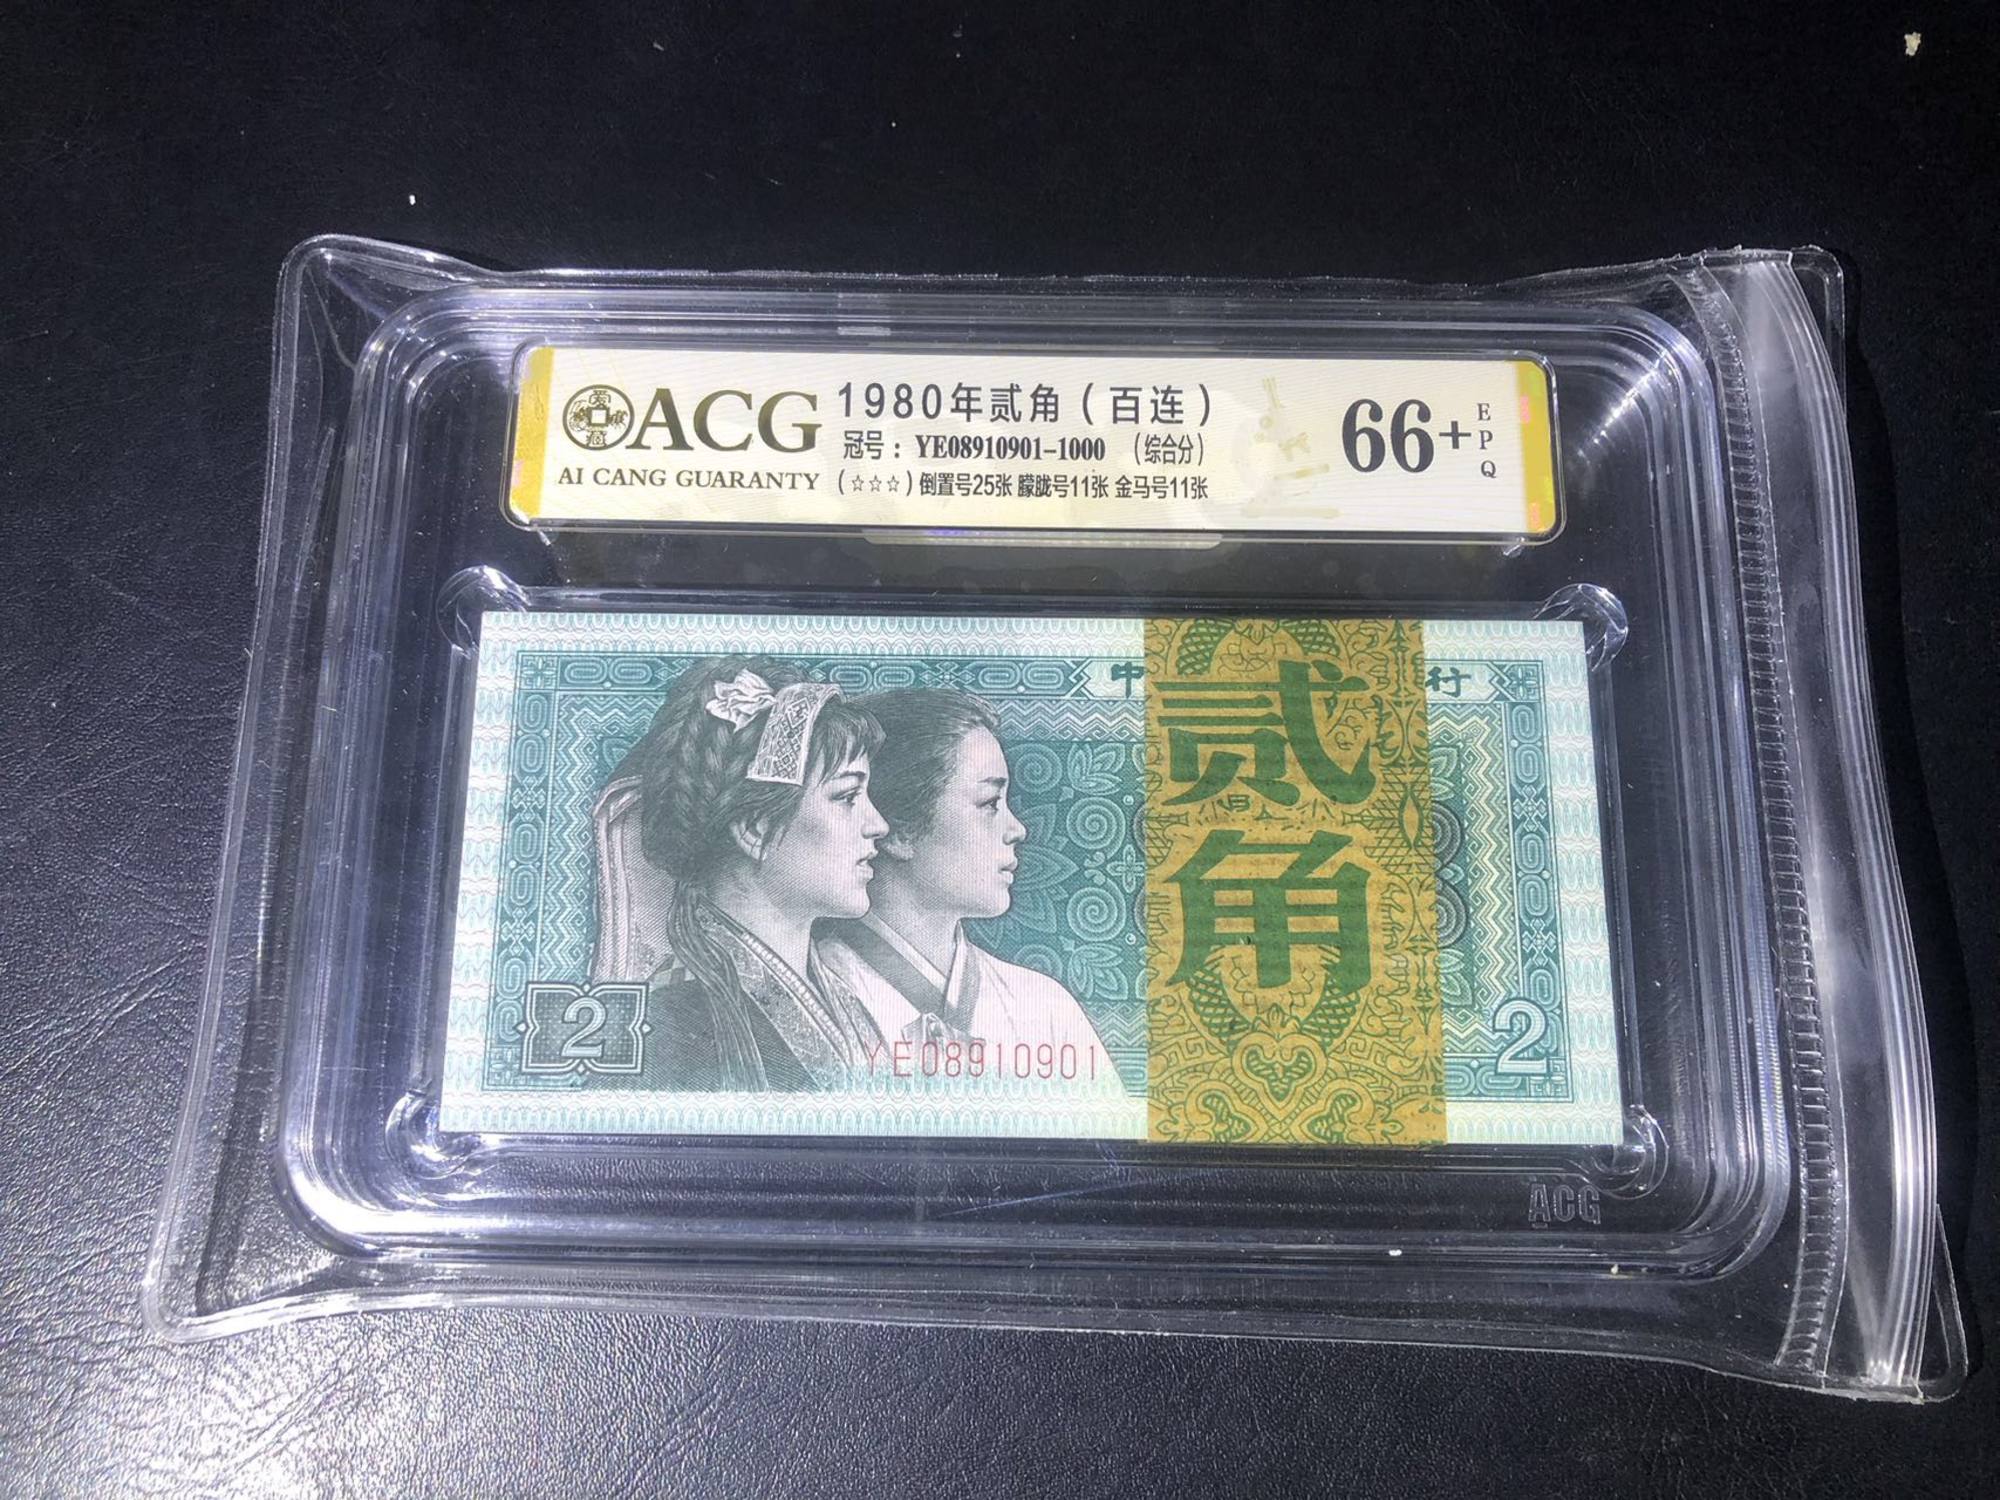 ACG
AI CANG GUARANTY
1980年贰角(百连)
冠号:YE08910901-1000 (综合分)
(☆☆☆)倒置号25张 朦胧号11张 金马号11张
66+
EPQ
中 行
贰角
2
YE08910901
2
ACG